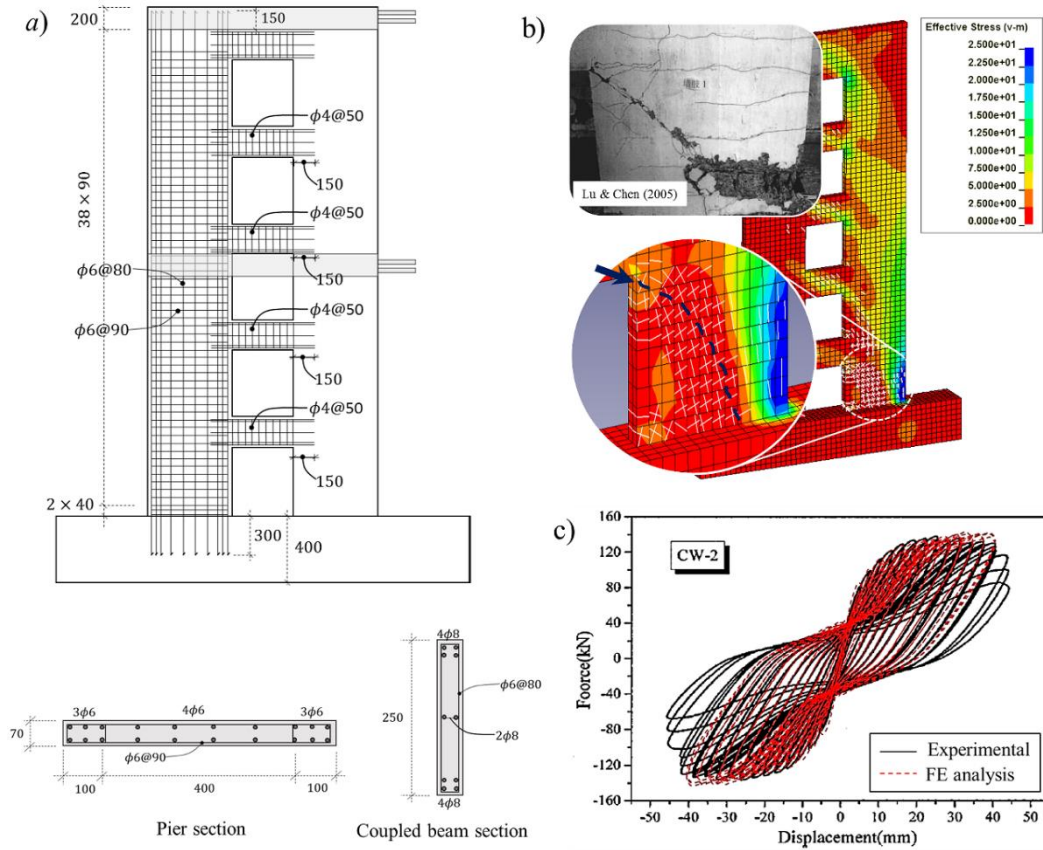 a)
200
150
ϕ4@50
150
38 × 90
ϕ4@50
150
ϕ6@80
ϕ6@90
ϕ4@50
150
ϕ4@50
150
2 × 40
300
400
3ϕ6
4ϕ6
3ϕ6
70
ϕ6@90
100
400
100
Pier section
4ϕ8
ϕ6@80
250
2ϕ8
4ϕ8
Coupled beam section
b)
Lu & Chen (2005)
Effective Stress (v-m)
2.500e+01
2.250e+01
2.000e+01
1.750e+01
1.500e+01
1.250e+01
1.000e+01
7.500e+00
5.000e+00
2.500e+00
0.000e+00
c)
CW-2
Foorce(kN)
160
120
80
40
0
-40
-80
-120
-160
-50 -40 -30 -20 -10 0 10 20 30 40 50
Displacement(mm)
Experimental
FE analysis